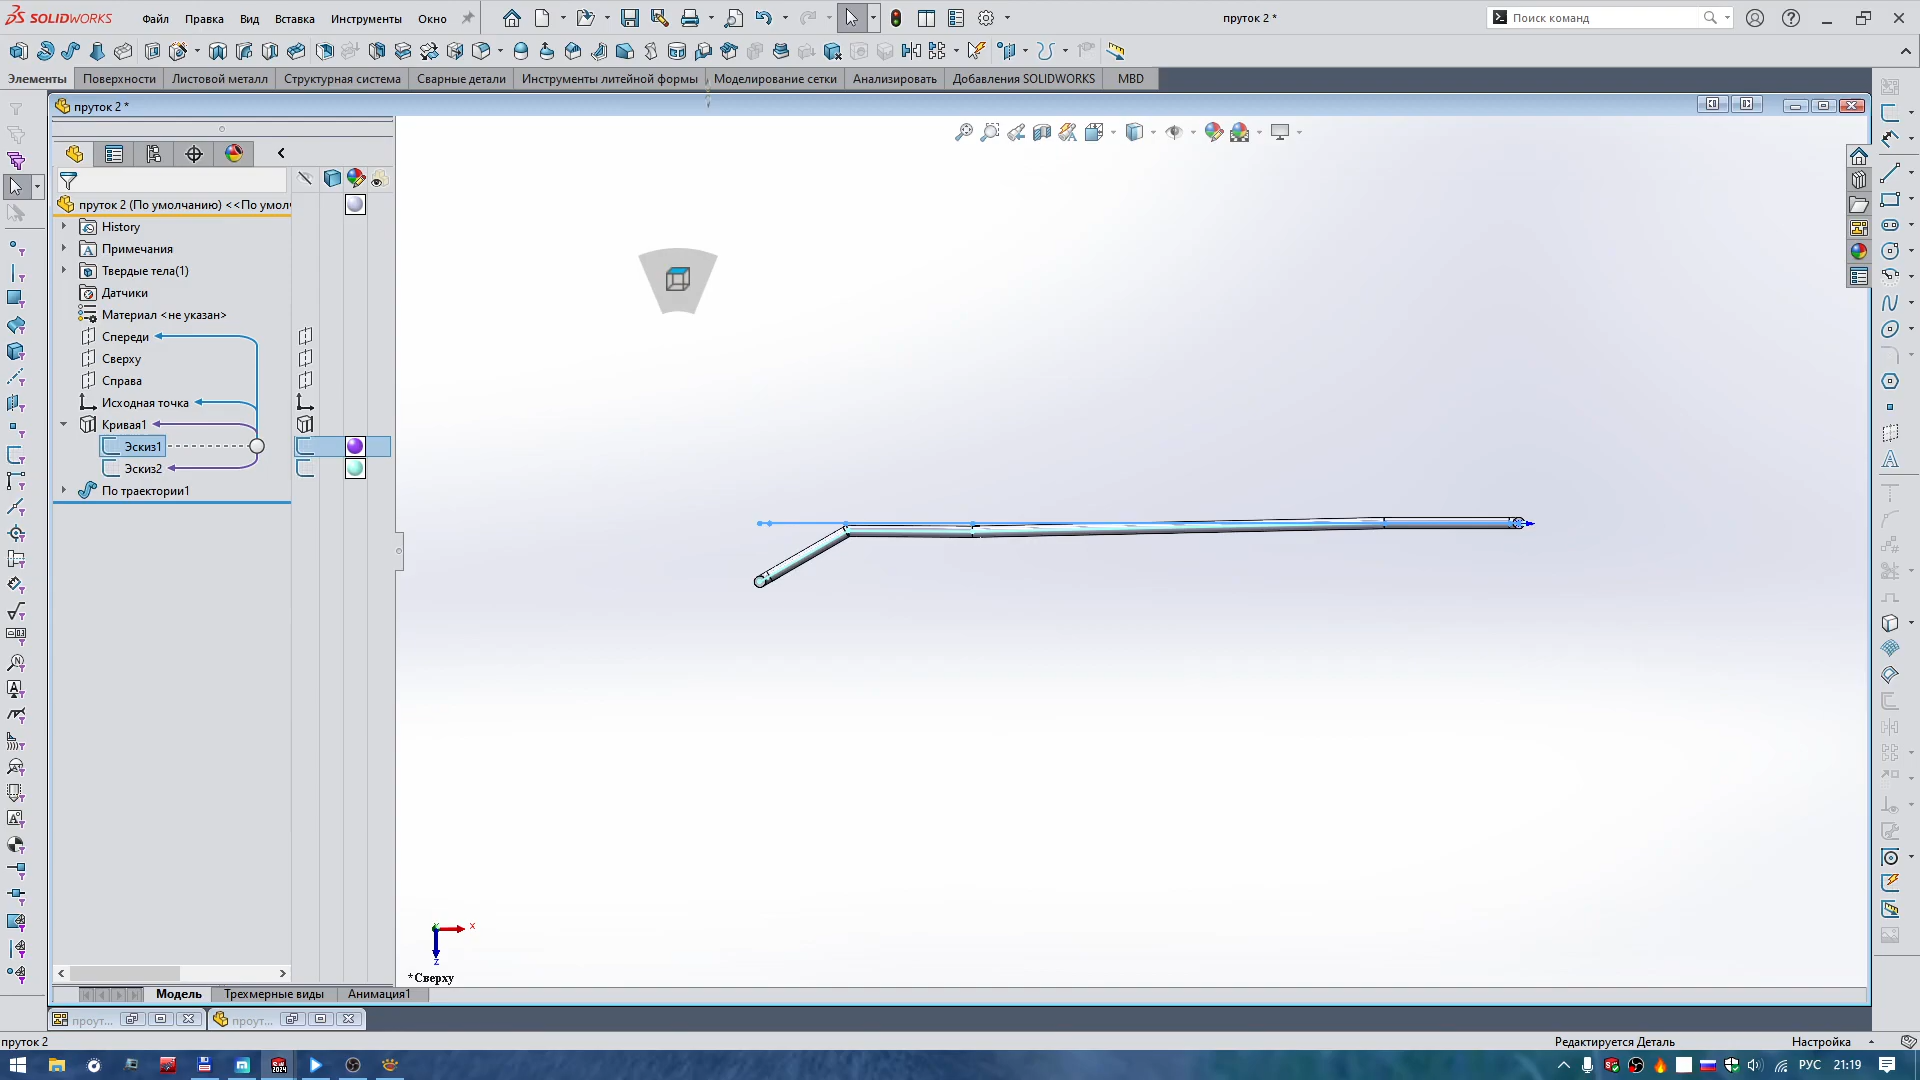 SOLIDWORKS
Файл
Правка
Вид
Вставка
Инструменты
Окно
пруток 2 *
Поиск команд
Элементы
Поверхности
Листовой металл
Структурная система
Сварные детали
Инструменты литейной формы
Моделирование сетки
Анализировать
Добавления SOLIDWORKS
MBD
пруток 2 *
пруток 2 (По умолчанию) <<По умол
History
Примечания
Твердые тела(1)
Датчики
Материал <не указан>
Спереди
Сверху
Справа
Исходная точка
Кривая1
Эскиз1
Эскиз2
По траектории1
x
z
*Сверху
Модель
Трехмерные виды
Анимация1
проут...
проут...
пруток 2
Редактируется Деталь
Настройка
РУС
21:19